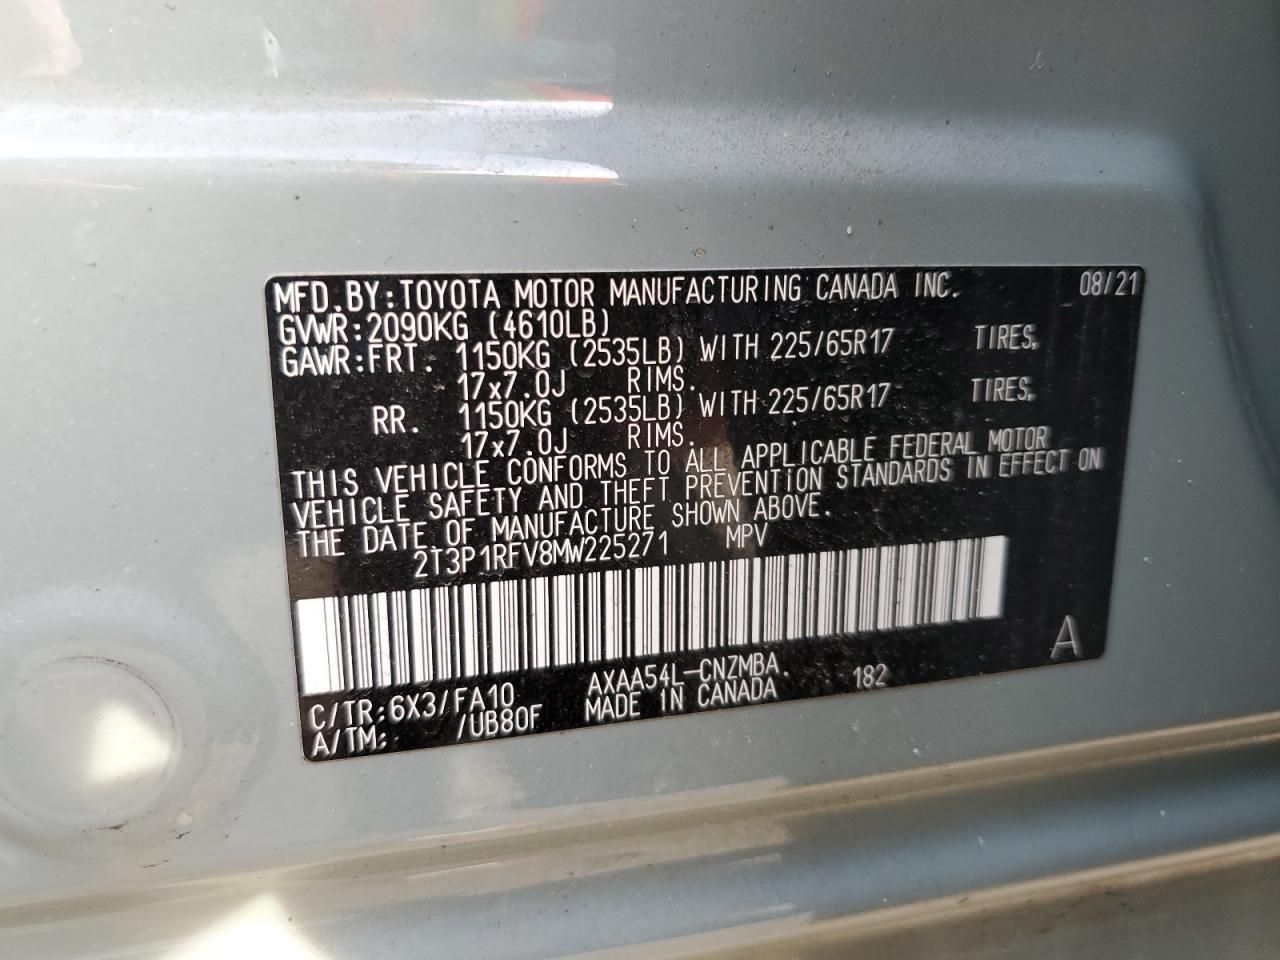 MFD.BY:TOYOTA MOTOR MANUFACTURING CANADA INC. 08/21
GVWR:2090KG (4610LB)
GAWR:FRT. 1150KG (2535LB) WITH 225/65R17 TIRES,
17x7.0J RIMS.
RR. 1150KG (2535LB) WITH 225/65R17 TIRES,
17x7.0J RIMS.
THIS VEHICLE CONFORMS TO ALL APPLICABLE FEDERAL MOTOR
VEHICLE SAFETY AND THEFT PREVENTION STANDARDS IN EFFECT ON
THE DATE OF MANUFACTURE SHOWN ABOVE.
2T3P1RFV8MW225271 MPV
C/TR:6X3/FA10 AXAA54L-CNZMBA. 182 A
A/TM: /UB80F MADE IN CANADA